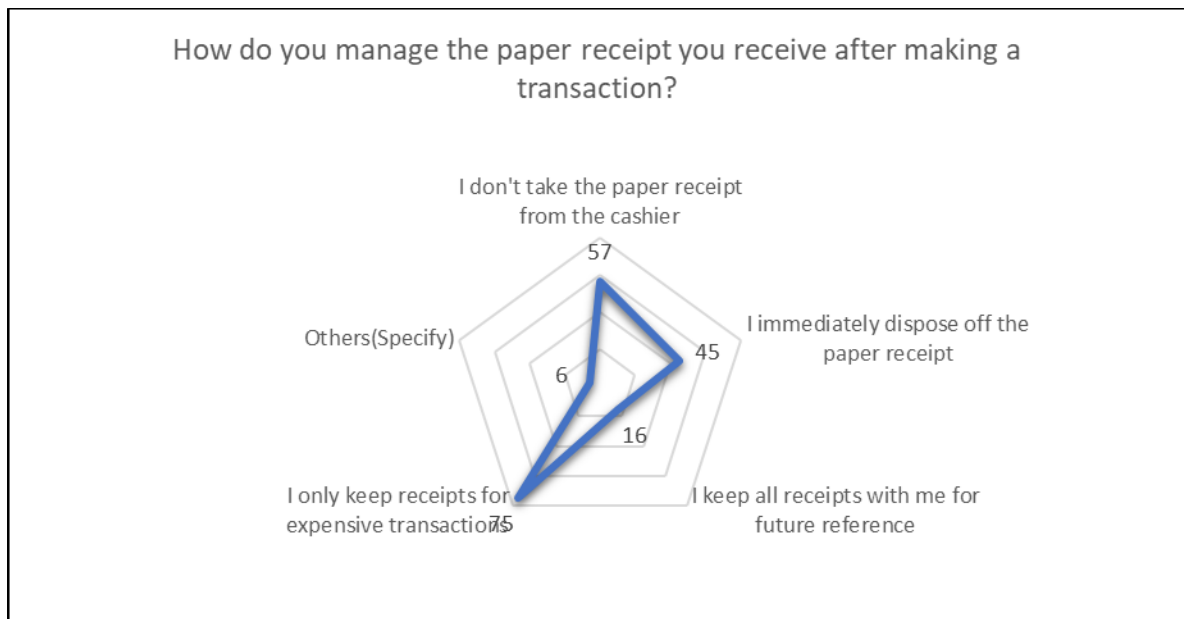 How do you manage the paper receipt you receive after making a
transaction?
I don't take the paper receipt
from the cashier
57
I immediately dispose off the
paper receipt
45
Others(Specify)
6
16
I only keep receipts for
expensive transactions
75
I keep all receipts with me for
future reference